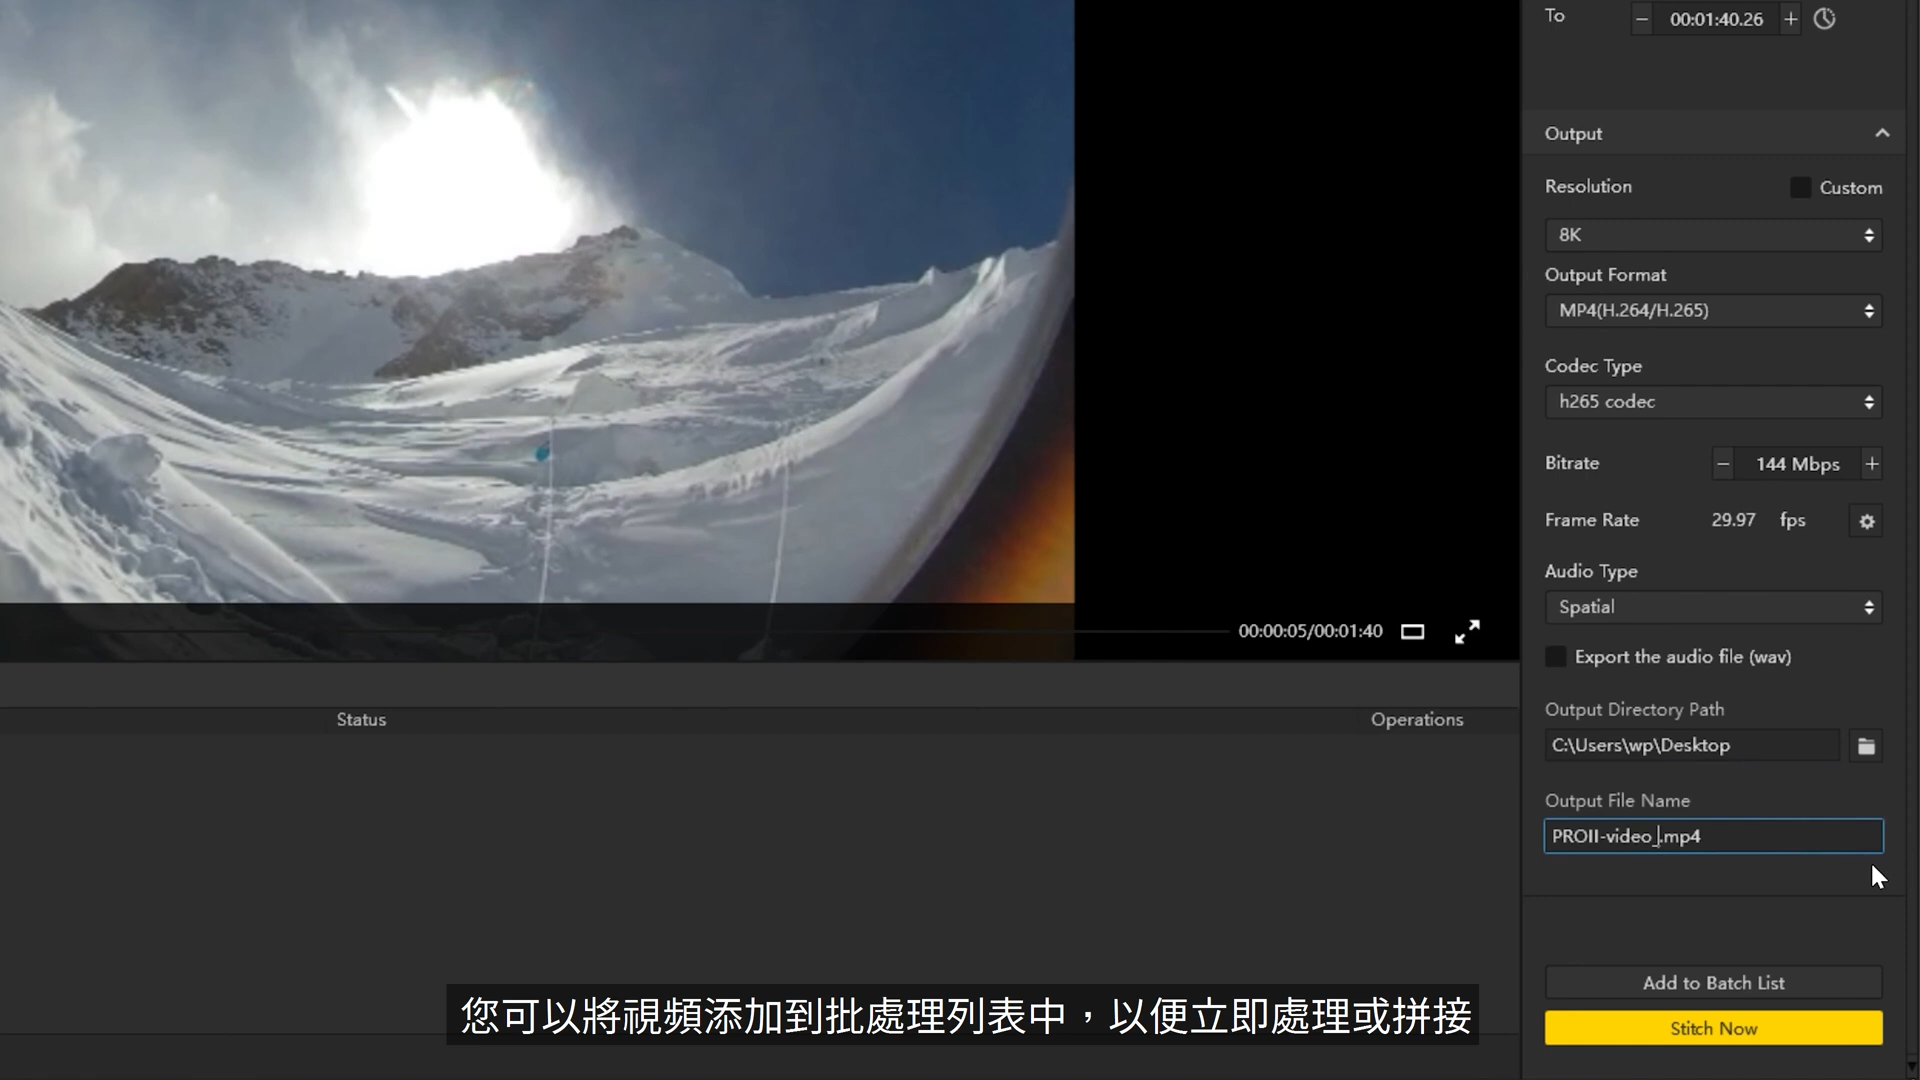 To
00:01:40.26
Output
Resolution
Custom
8K
Output Format
MP4(H.264/H.265)
Codec Type
h265 codec
Bitrate
144 Mbps
Frame Rate 29.97 fps
Audio Type
Spatial
00:00:05/00:01:40
Export the audio file (wav)
Output Directory Path
C:\Users\wp\Desktop
Status
Operations
Output File Name
PROII-video_.mp4
Add to Batch List
Stitch Now
您可以將視頻添加到批處理列表中，以便立即處理或拼接